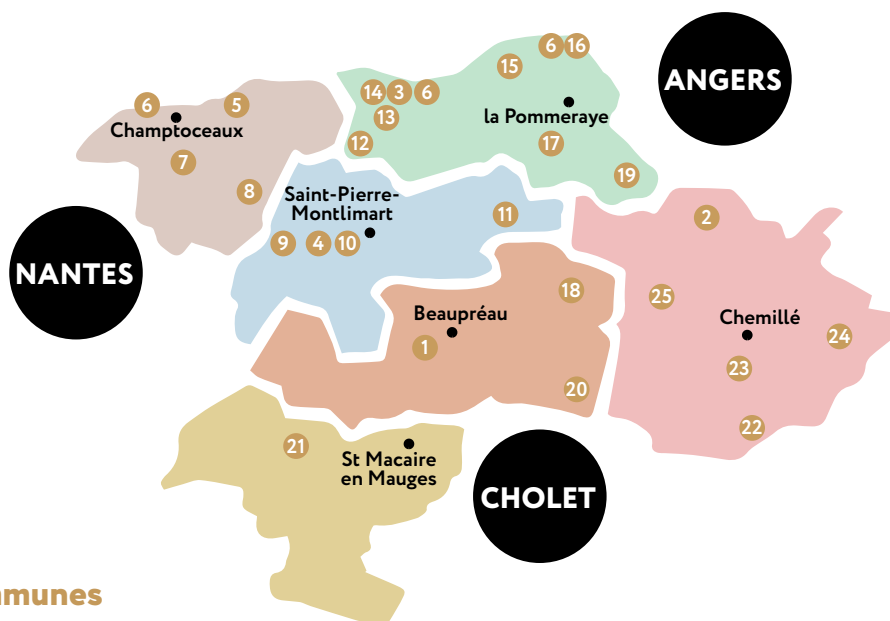 6 16
ANGERS
15
14 3 6
6 5
la Pommeraye
13
Champtoceaux
12 17
7
19
8
Saint-Pierre-
Montlimart
11 2
9 4 10
NANTES
18 25
Beaupréau
Chemillé
24
1
23
20
22
21
St Macaire
en Mauges
CHOLET